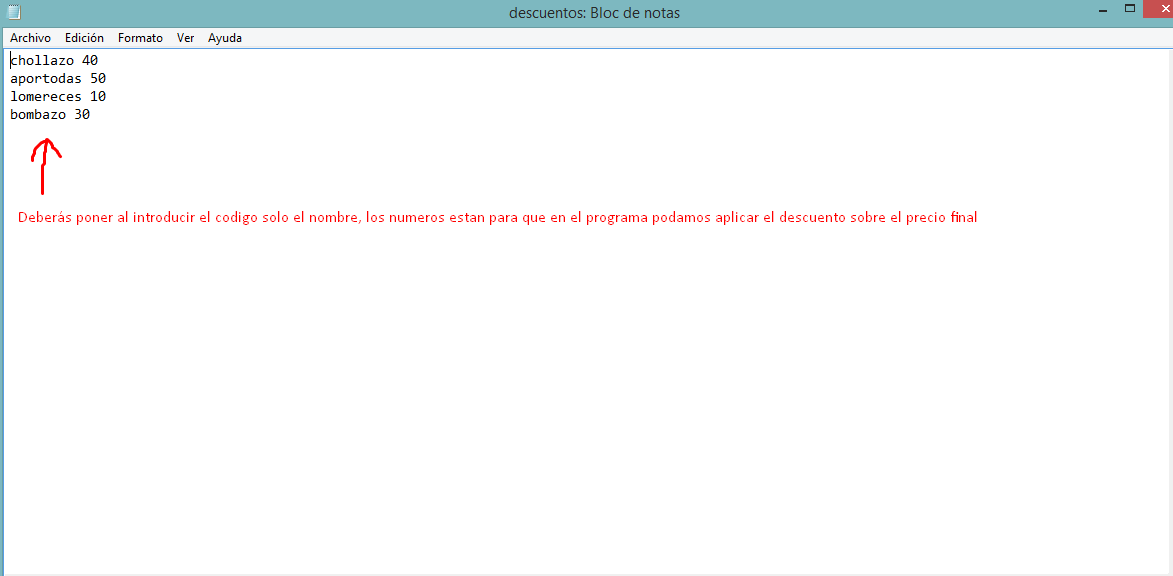 descuentos: Bloc de notas
Archivo Edición Formato Ver Ayuda
chollazo 40
aportodas 50
lomereces 10
bombazo 30
Deberás poner al introducir el codigo solo el nombre, los numeros estan para que en el programa podamos aplicar el descuento sobre el precio final